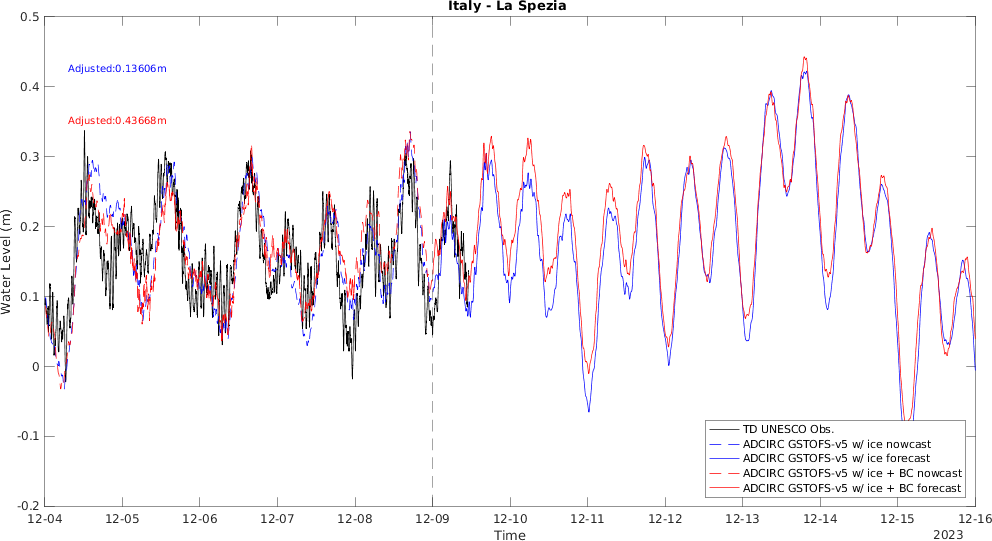 Italy - La Spezia
Water Level (m)
0.5
0.4
0.3
0.2
0.1
0
-0.1
-0.2
Adjusted:0.13606m
Adjusted:0.43668m
TD UNESCO Obs.
ADCIRC GSTOFS-v5 w/ ice nowcast
ADCIRC GSTOFS-v5 w/ ice forecast
ADCIRC GSTOFS-v5 w/ ice + BC nowcast
ADCIRC GSTOFS-v5 w/ ice + BC forecast
12-04 12-05 12-06 12-07 12-08 12-09 12-10 12-11 12-12 12-13 12-14 12-15 12-16
Time
2023